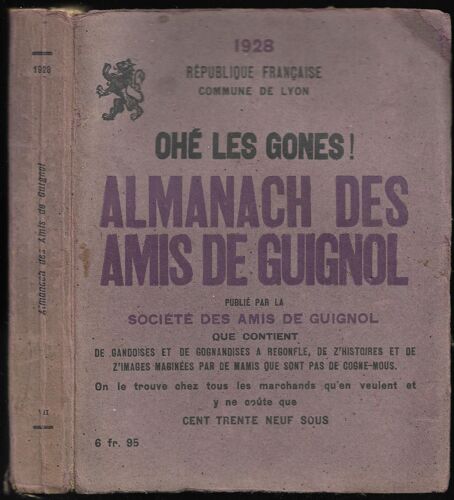 1928
RÉPUBLIQUE FRANÇAISE
COMMUNE DE LYON
OHÉ LES GONES!
ALMANACH DES
AMIS DE GUIGNOL
PUBLIÉ PAR LA
SOCIÉTÉ DES AMIS DE GUIGNOL
QUE CONTIENT
DE GANDOISES ET DE GOGNANDISES A REGONFLE, DE Z'HISTOIRES ET DE
Z'IMAGES MAGINÉES PAR DE MAMIS QUE SONT PAS DE COGNE-MOUS.
On le trouve chez tous les marchands qu'en veulent et
y ne coûte que
CENT TRENTE NEUF SOUS
6 fr. 95
1928
Almanach des Amis de Guignol